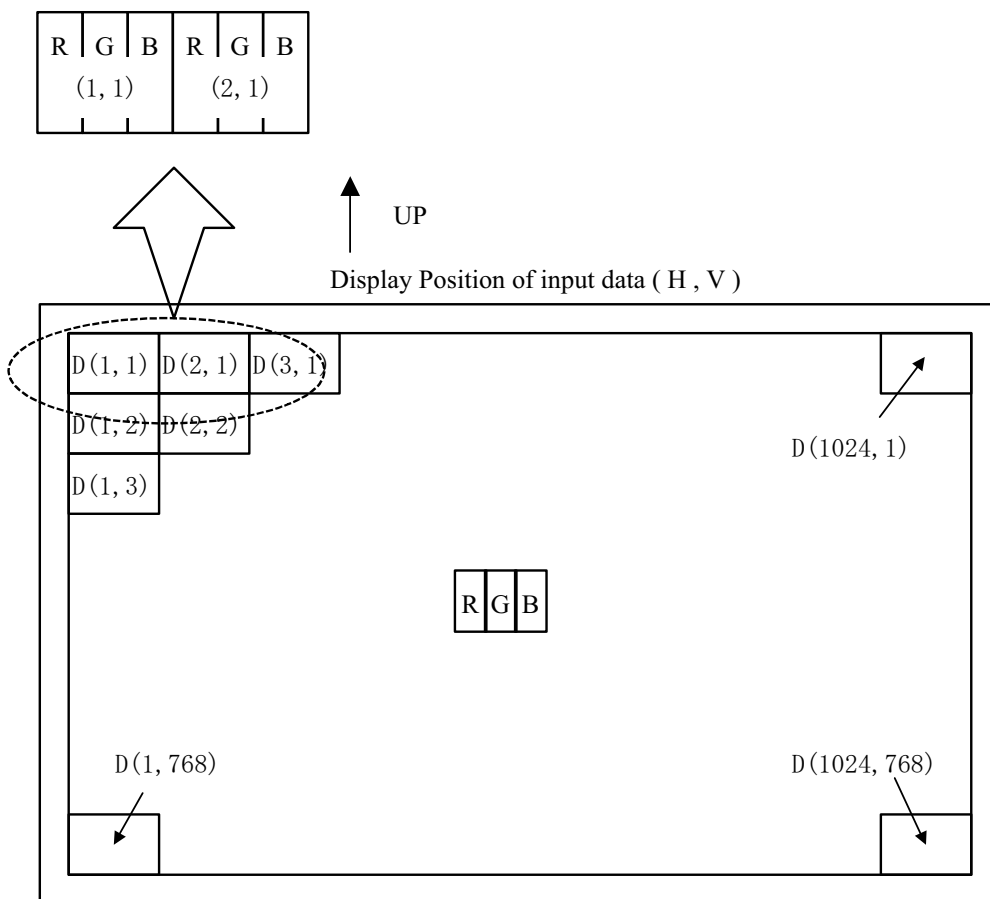 R G B R G B
(1,1) (2,1)
UP
Display Position of input data ( H , V )
D(1,1) D(2,1) D(3,1)
D(1,2) D(2,2)
D(1024,1)
D(1,3)
R G B
D(1,768) D(1024,768)